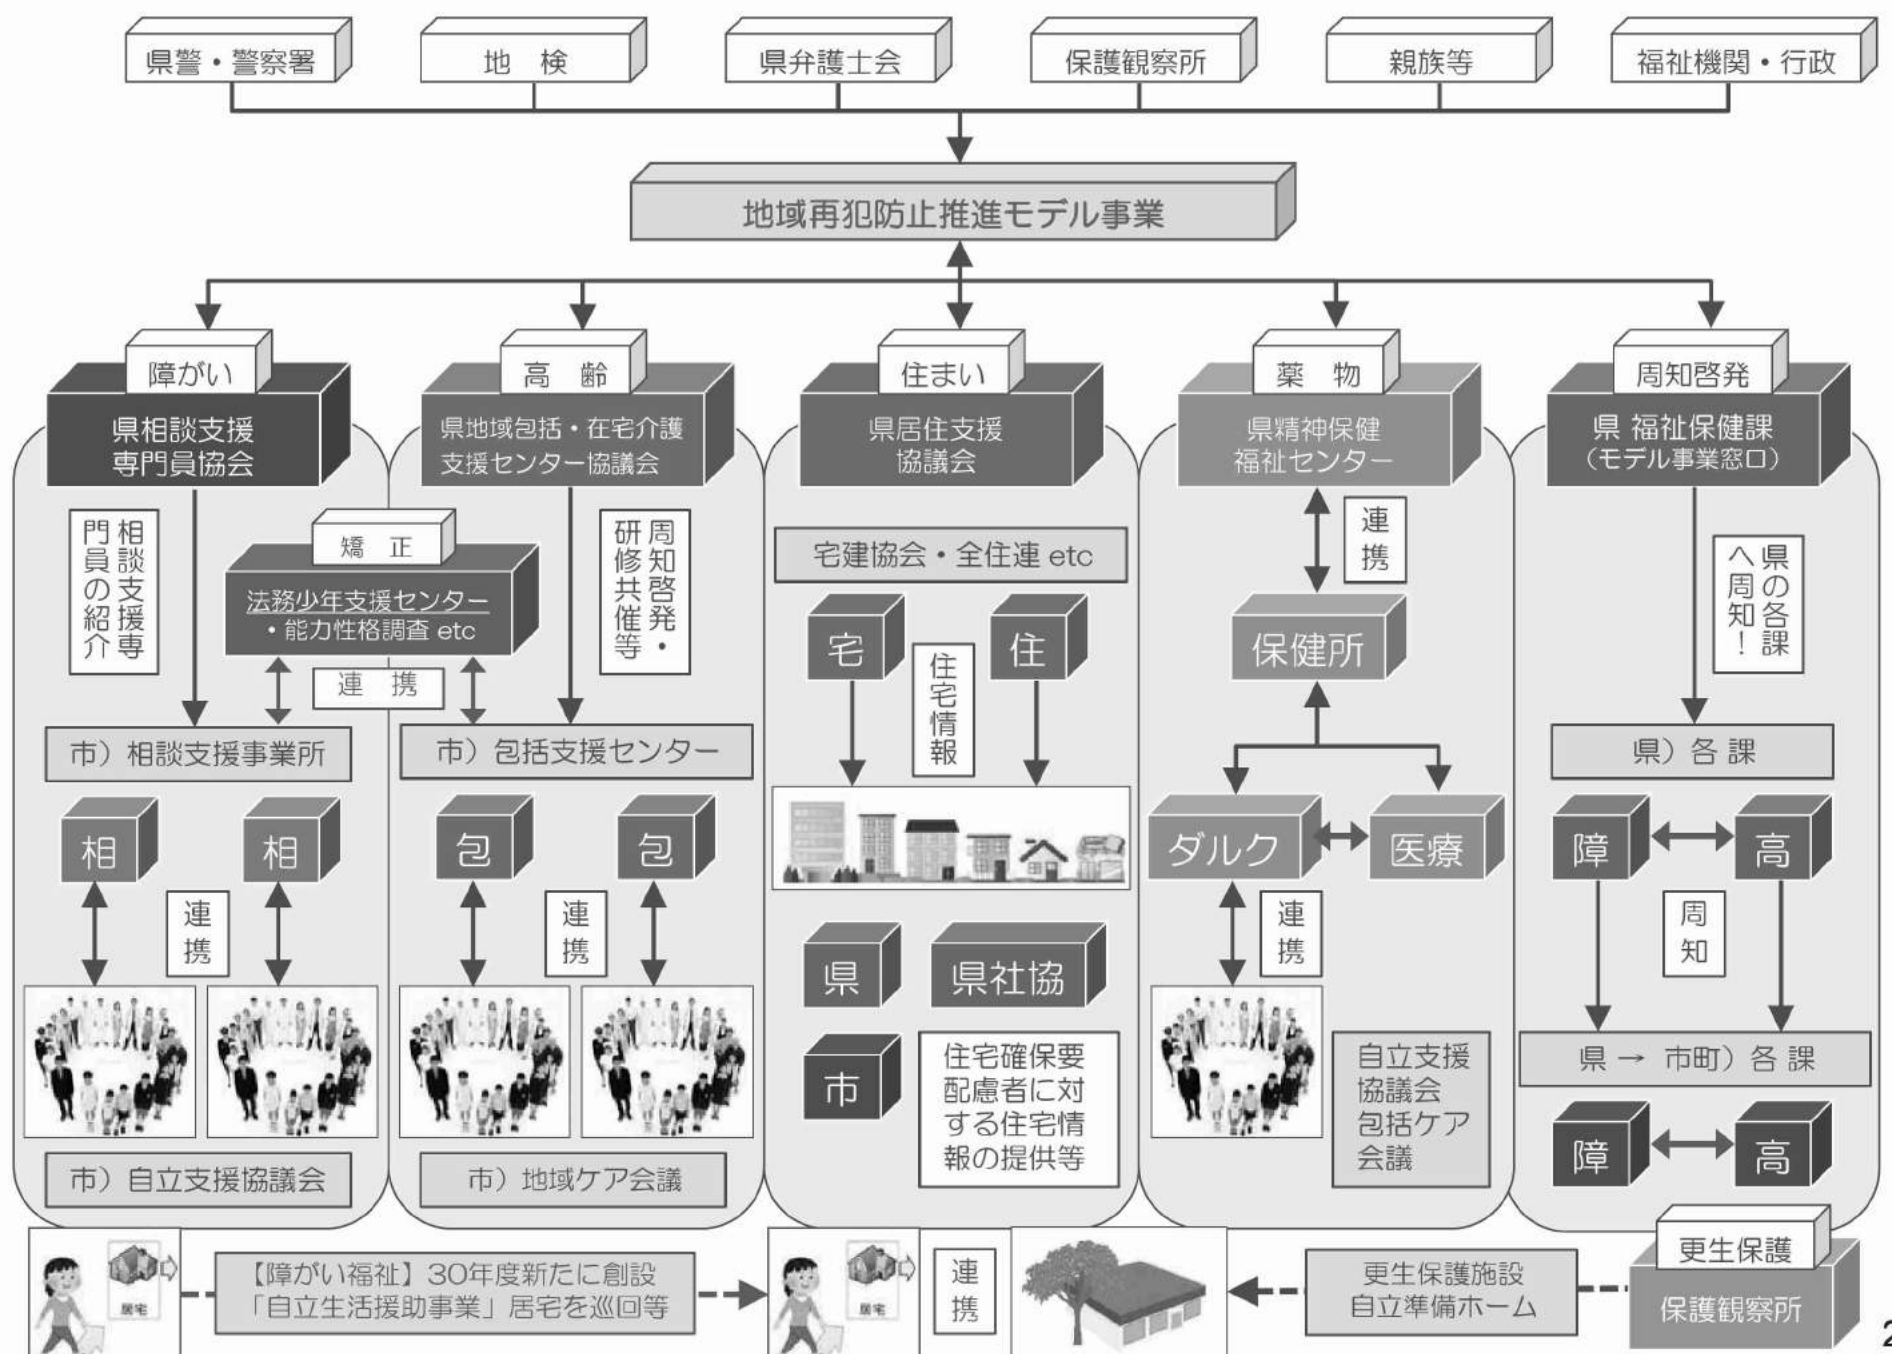 県警・警察署
地　検
県弁護士会
保護観察所
親族等
福祉機関・行政
地域再犯防止推進モデル事業
障がい
県相談支援
専門員協会
相談支援専
門員の紹介
矯　正
法務少年支援センター
・能力性格調査 etc
連　携
市）相談支援事業所
相
相
連
携
市）自立支援協議会
高　齢
県地域包括・在宅介護
支援センター協議会
周知啓発・
研修共催等
市）包括支援センター
包
包
連
携
市）地域ケア会議
住まい
県居住支援
協議会
宅建協会・全住連 etc
宅
住
住宅情報
県
県社協
市
住宅確保要
配慮者に対
する住宅情
報の提供等
薬　物
県精神保健
福祉センター
連
携
保健所
ダルク
医療
連
携
自立支援
協議会
包括ケア
会議
周知啓発
県 福祉保健課
（モデル事業窓口）
県の各課
へ周知！
県）各 課
障
高
周
知
県 → 市町）各 課
障
高
居宅
【障がい福祉】30年度新たに創設
「自立生活援助事業」居宅を巡回等
居宅
連
携
更生保護施設
自立準備ホーム
更生保護
保護観察所
2